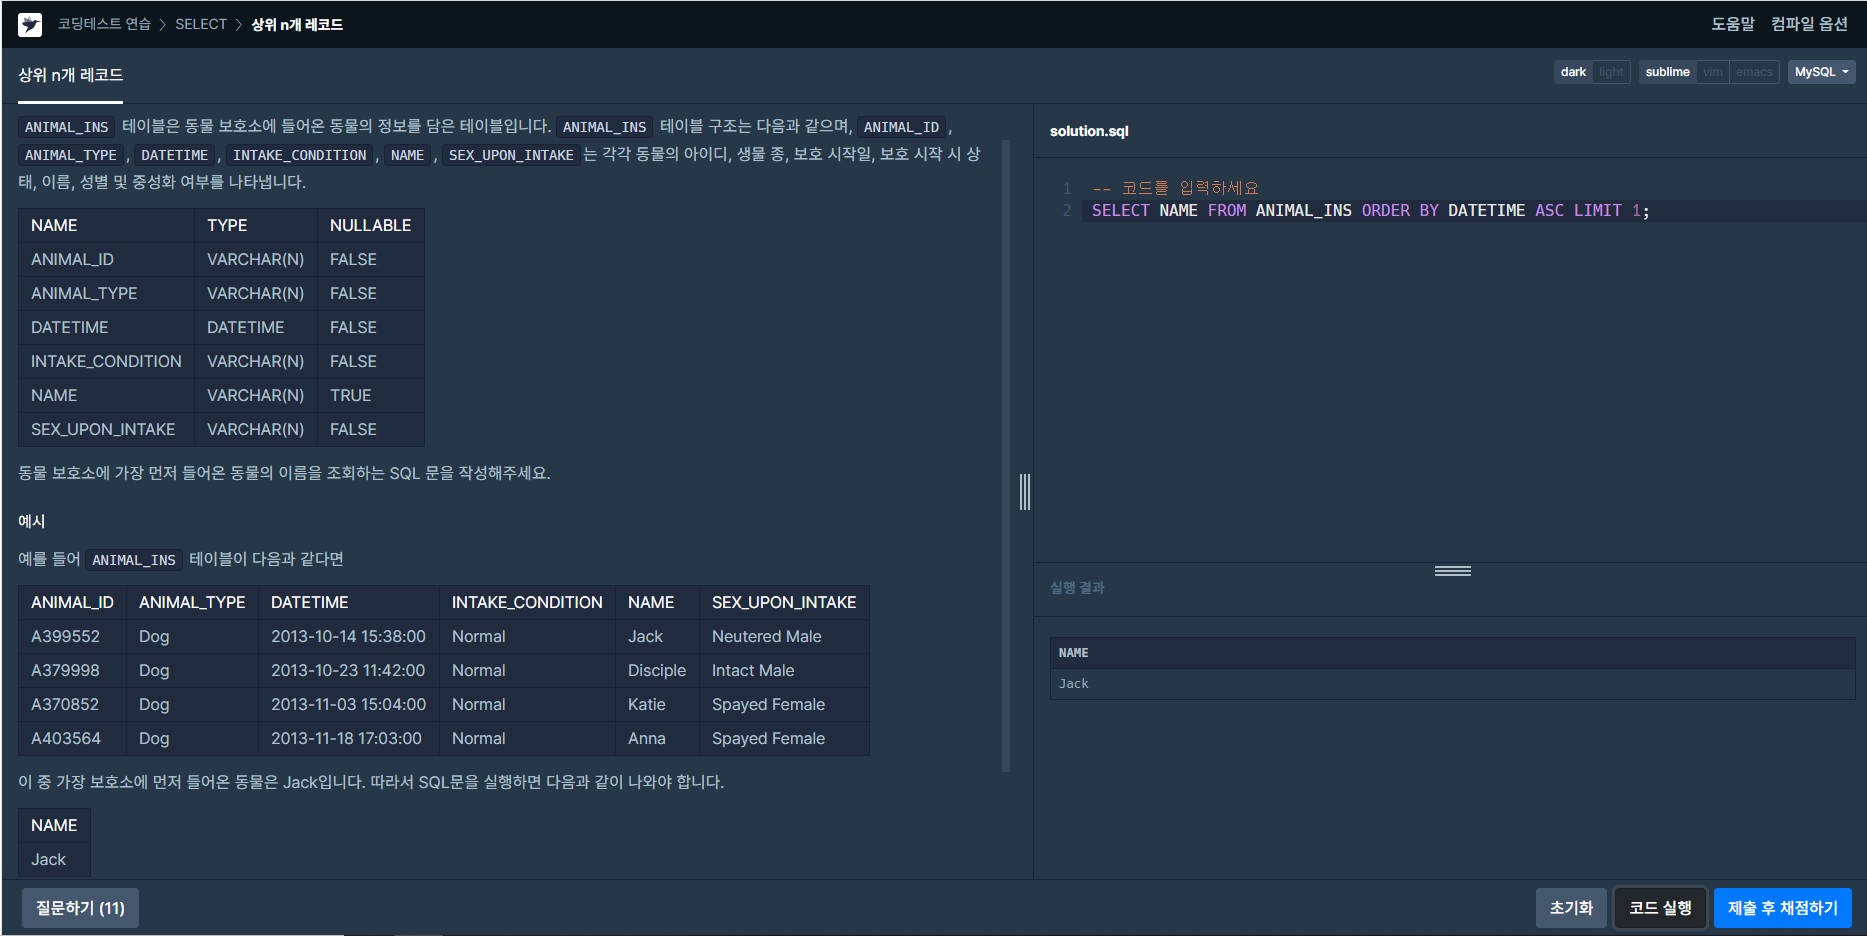 코딩테스트 연습 > SELECT > 상위 n개 레코드
도움말 컴파일 옵션
상위 n개 레코드
dark light sublime vim emacs MySQL
ANIMAL_INS 테이블은 동물 보호소에 들어온 동물의 정보를 담은 테이블입니다. ANIMAL_INS 테이블 구조는 다음과 같으며, ANIMAL_ID ,
ANIMAL_TYPE , DATETIME , INTAKE_CONDITION , NAME , SEX_UPON_INTAKE 는 각각 동물의 아이디, 생물 종, 보호 시작일, 보호 시작 시 상
태, 이름, 성별 및 중성화 여부를 나타냅니다.
NAME TYPE NULLABLE
ANIMAL_ID VARCHAR(N) FALSE
ANIMAL_TYPE VARCHAR(N) FALSE
DATETIME DATETIME FALSE
INTAKE_CONDITION VARCHAR(N) FALSE
NAME VARCHAR(N) TRUE
SEX_UPON_INTAKE VARCHAR(N) FALSE
동물 보호소에 가장 먼저 들어온 동물의 이름을 조회하는 SQL 문을 작성해주세요.
예시
예를 들어 ANIMAL_INS 테이블이 다음과 같다면
ANIMAL_ID ANIMAL_TYPE DATETIME INTAKE_CONDITION NAME SEX_UPON_INTAKE
A399552 Dog 2013-10-14 15:38:00 Normal Jack Neutered Male
A379998 Dog 2013-10-23 11:42:00 Normal Disciple Intact Male
A370852 Dog 2013-11-03 15:04:00 Normal Katie Spayed Female
A403564 Dog 2013-11-18 17:03:00 Normal Anna Spayed Female
이 중 가장 보호소에 먼저 들어온 동물은 Jack입니다. 따라서 SQL문을 실행하면 다음과 같이 나와야 합니다.
NAME
Jack
solution.sql
1 -- 코드를 입력하세요
2 SELECT NAME FROM ANIMAL_INS ORDER BY DATETIME ASC LIMIT 1;
실행 결과
NAME
Jack
질문하기 (11)
초기화 코드 실행 제출 후 채점하기